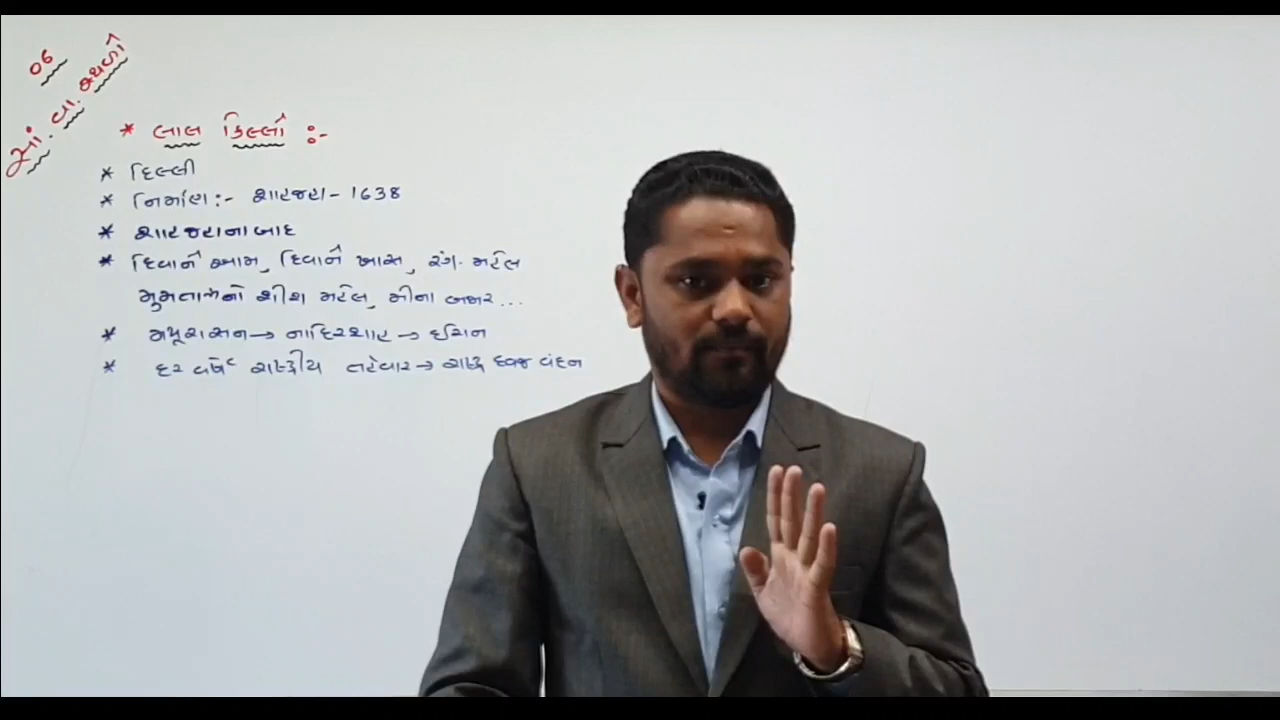 06
સાં. વા. સ્થળો
* લાલ કિલ્લો :-
* દિલ્લી
* નિર્માણ :- શાહજહા - 1638
* શાહજહાનાબાદ
* દિવાને આમ, દિવાને ખાસ, રંગ-મહેલ
મુમતાજનો શીશ મહેલ, મીના બજાર...
* મયૂરાસન → નાદિરશાહ → ઈરાન
* દર વર્ષે રાષ્ટ્રીય તહેવાર → રાષ્ટ્ર ધ્વજ વંદન